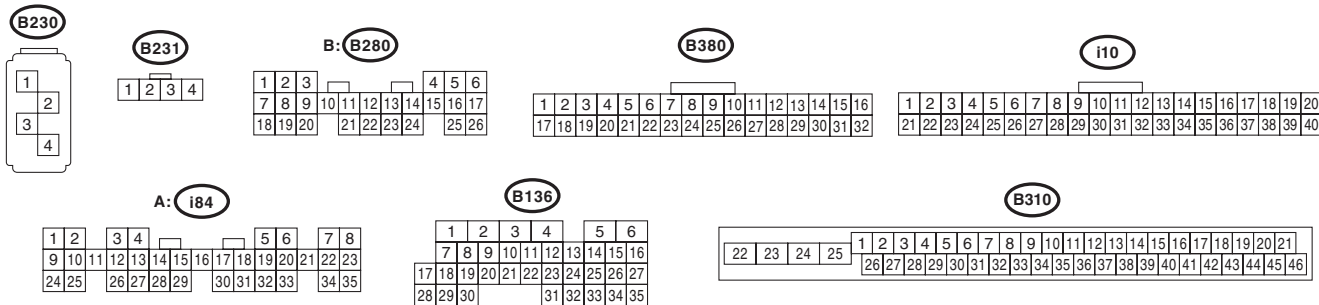 B230
1
2
3
4
B231
1 2 3 4
B: B280
1 2 3 4 5 6
7 8 9 10 11 12 13 14 15 16 17
18 19 20 21 22 23 24 25 26
B380
1 2 3 4 5 6 7 8 9 10 11 12 13 14 15 16
17 18 19 20 21 22 23 24 25 26 27 28 29 30 31 32
i10
1 2 3 4 5 6 7 8 9 10 11 12 13 14 15 16 17 18 19 20
21 22 23 24 25 26 27 28 29 30 31 32 33 34 35 36 37 38 39 40
A: i84
1 2 3 4 5 6 7 8
9 10 11 12 13 14 15 16 17 18 19 20 21 22 23
24 25 26 27 28 29 30 31 32 33 34 35
B136
1 2 3 4 5 6
7 8 9 10 11 12 13 14 15 16
17 18 19 20 21 22 23 24 25 26 27
28 29 30 31 32 33 34 35
B310
22 23 24 25 1 2 3 4 5 6 7 8 9 10 11 12 13 14 15 16 17 18 19 20 21
26 27 28 29 30 31 32 33 34 35 36 37 38 39 40 41 42 43 44 45 46